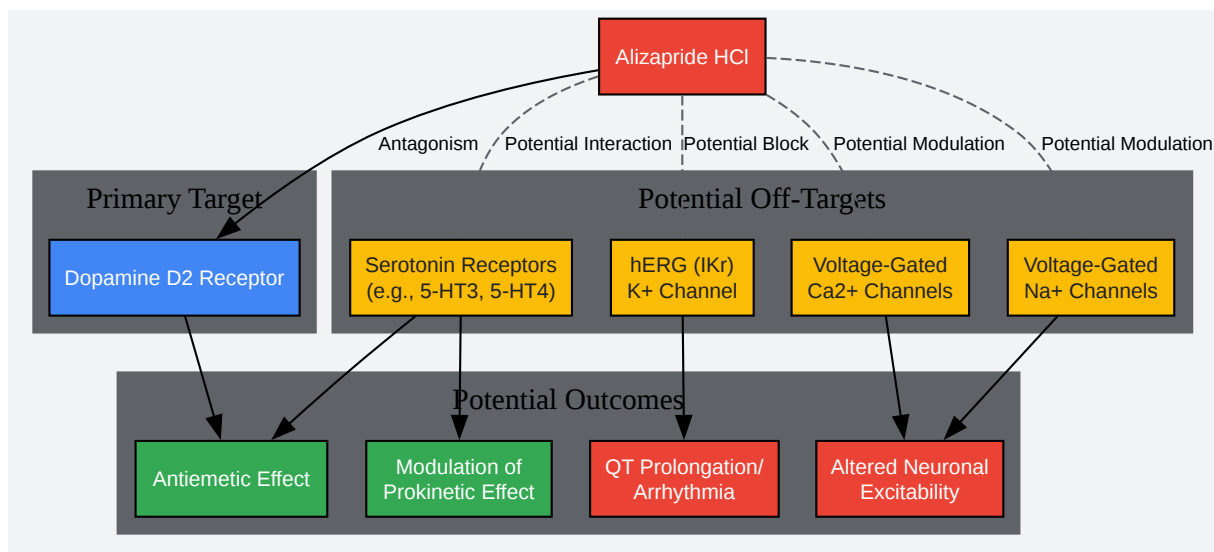 Alizapride HCl
Antagonism
Potential Interaction
Potential Block
Potential Modulation
Potential Modulation
Primary Target
Potential Off-Targets
Dopamine D2 Receptor
Serotonin Receptors
(e.g., 5-HT3, 5-HT4)
hERG (IKr)
K+ Channel
Voltage-Gated
Ca2+ Channels
Voltage-Gated
Na+ Channels
Potential Outcomes
Antiemetic Effect
Modulation of
Prokinetic Effect
QT Prolongation/
Arrhythmia
Altered Neuronal
Excitability